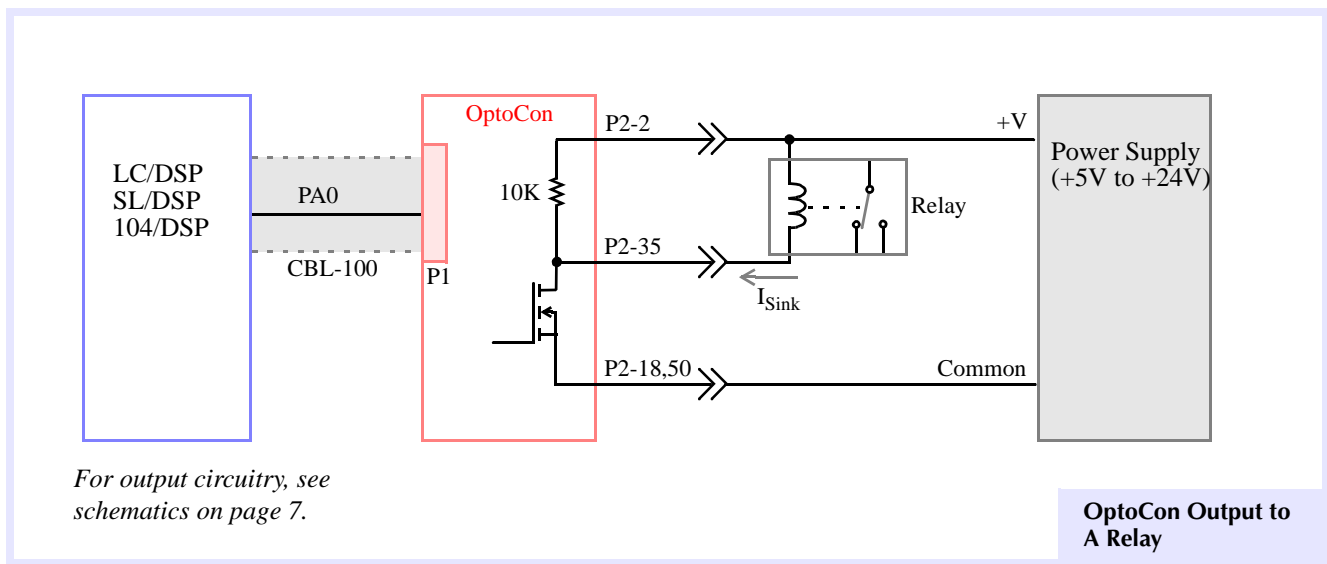 OptoCon
P2-2
+V
LC/DSP
SL/DSP
104/DSP
PA0
10K
Power Supply
(+5V to +24V)
Relay
P2-35
CBL-100
P1
ISink
P2-18,50
Common
For output circuitry, see
schematics on page 7.
OptoCon Output to
A Relay